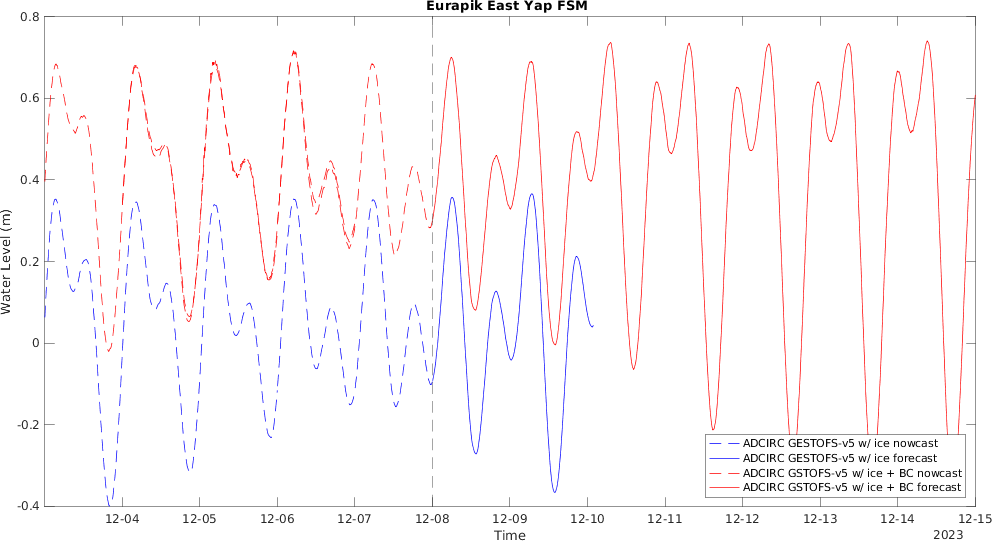 Eurapik East Yap FSM
0.8
0.6
0.4
0.2
0
-0.2
-0.4
Water Level (m)
ADCIRC GESTOFS-v5 w/ ice nowcast
ADCIRC GESTOFS-v5 w/ ice forecast
ADCIRC GSTOFS-v5 w/ ice + BC nowcast
ADCIRC GSTOFS-v5 w/ ice + BC forecast
12-04 12-05 12-06 12-07 12-08 12-09 12-10 12-11 12-12 12-13 12-14 12-15
Time
2023